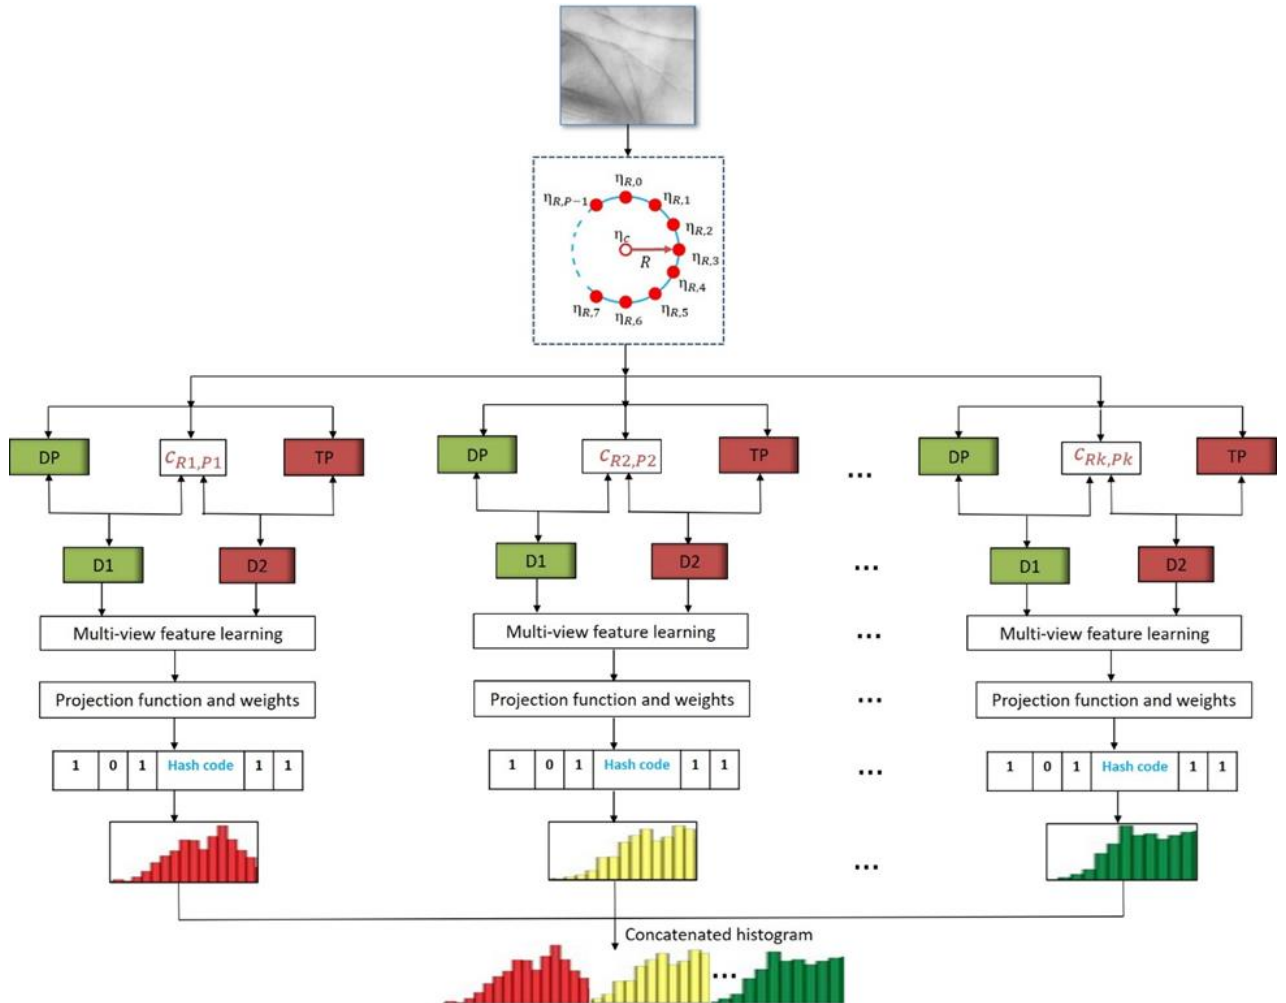 η_{R,0}
η_{R,P−1} η_{R,1}
η_{R,2}
η_c
R η_{R,3}
η_{R,4}
η_{R,7} η_{R,6} η_{R,5}
DP C_{R1,P1} TP DP C_{R2,P2} TP ... DP C_{Rk,Pk} TP
D1 D2 D1 D2 ... D1 D2
Multi-view feature learning Multi-view feature learning ... Multi-view feature learning
Projection function and weights Projection function and weights ... Projection function and weights
1 0 1 Hash code 1 1 1 0 1 Hash code 1 1 ... 1 0 1 Hash code 1 1
...
Concatenated histogram
...